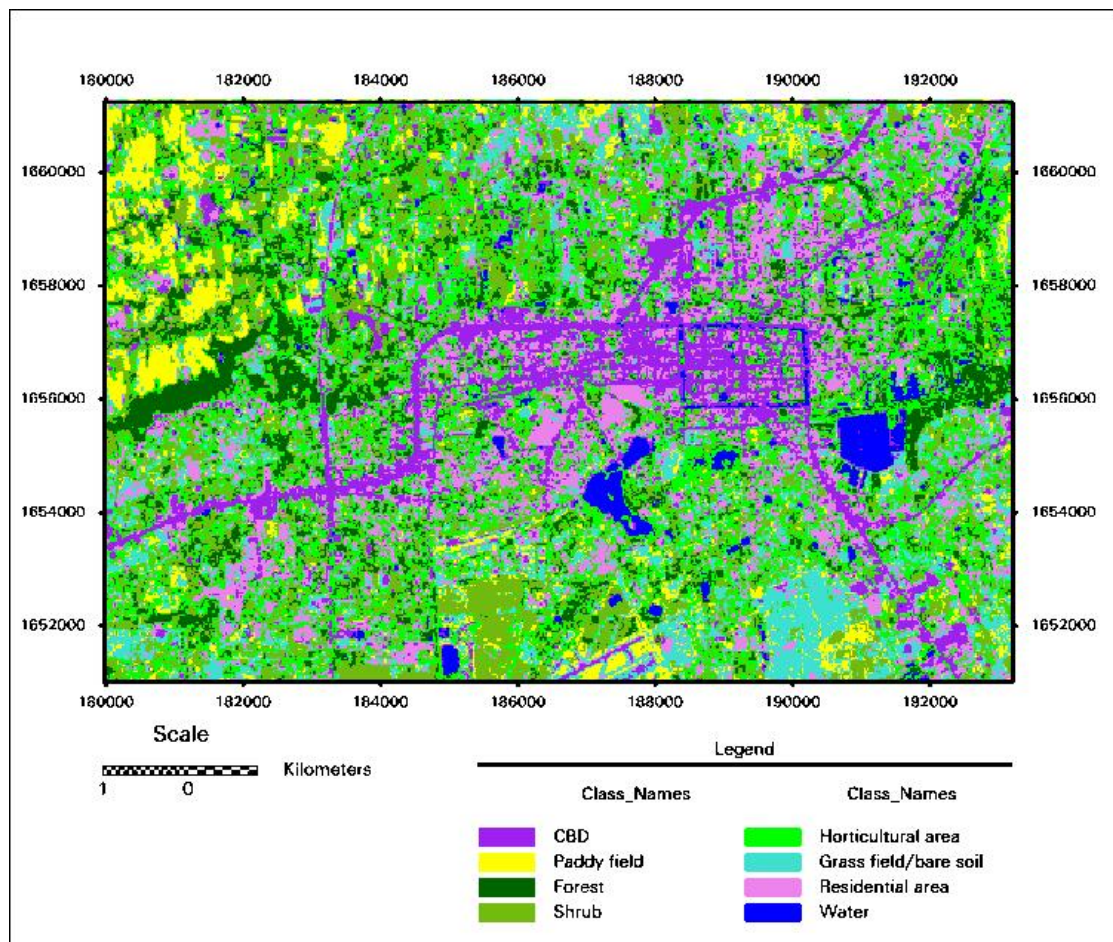 180000 182000 184000 186000 188000 190000 192000
1660000 1660000
1658000 1658000
1656000 1656000
1654000 1654000
1652000 1652000
180000 182000 184000 186000 188000 190000 192000
Scale
Kilometers
1 0
Legend
Class_Names Class_Names
CBD Horticultural area
Paddy field Grass field/bare soil
Forest Residential area
Shrub Water